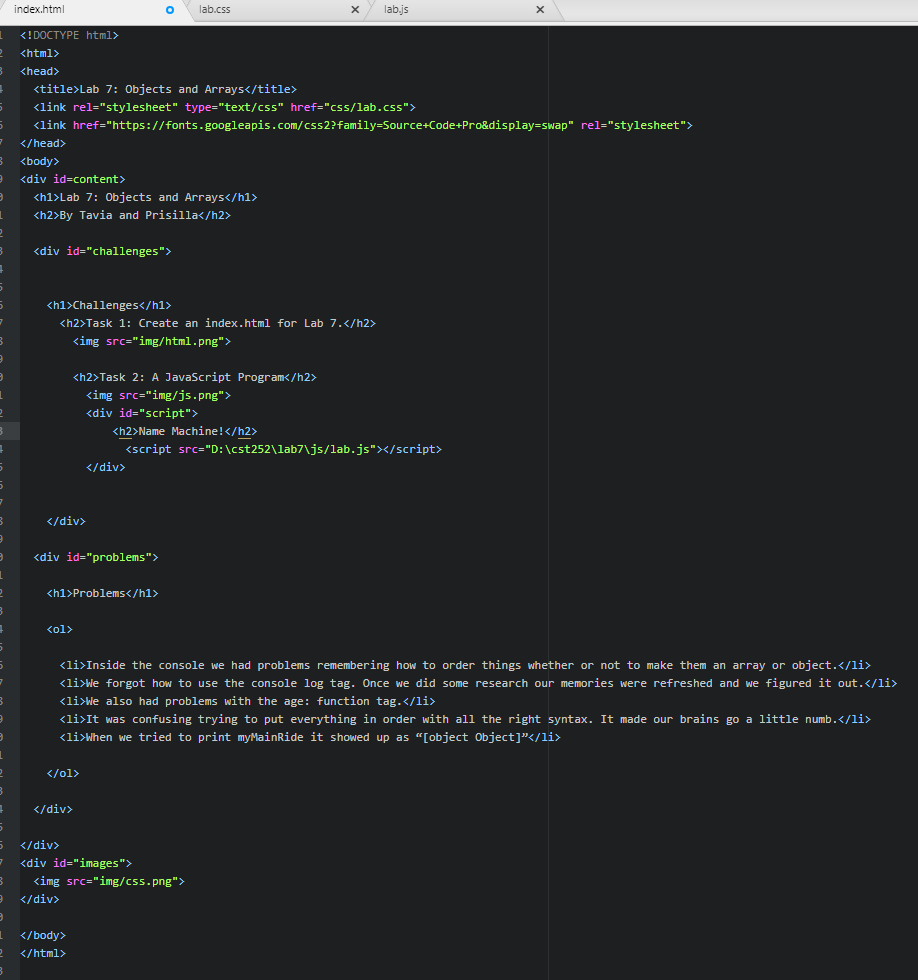 index.html lab.css lab.js
<!DOCTYPE html>
<html>
<head>
<title>Lab 7: Objects and Arrays</title>
<link rel="stylesheet" type="text/css" href="css/lab.css">
<link href="https://fonts.googleapis.com/css2?family=Source+Code+Pro&display=swap" rel="stylesheet">
</head>
<body>
<div id=content>
<h1>Lab 7: Objects and Arrays</h1>
<h2>By Tavia and Prisilla</h2>
<div id="challenges">
<h1>Challenges</h1>
<h2>Task 1: Create an index.html for Lab 7.</h2>
<img src="img/html.png">
<h2>Task 2: A JavaScript Program</h2>
<img src="img/js.png">
<div id="script">
<h2>Name Machine!</h2>
<script src="D:\cst252\lab7\js/lab.js"></script>
</div>
</div>
<div id="problems">
<h1>Problems</h1>
<ol>
<li>Inside the console we had problems remembering how to order things whether or not to make them an array or object.</li>
<li>We forgot how to use the console log tag. Once we did some research our memories were refreshed and we figured it out.</li>
<li>We also had problems with the age: function tag.</li>
<li>It was confusing trying to put everything in order with all the right syntax. It made our brains go a little numb.</li>
<li>When we tried to print myMainRide it showed up as “[object Object]”</li>
</ol>
</div>
</div>
<div id="images">
<img src="img/css.png">
</div>
</body>
</html>